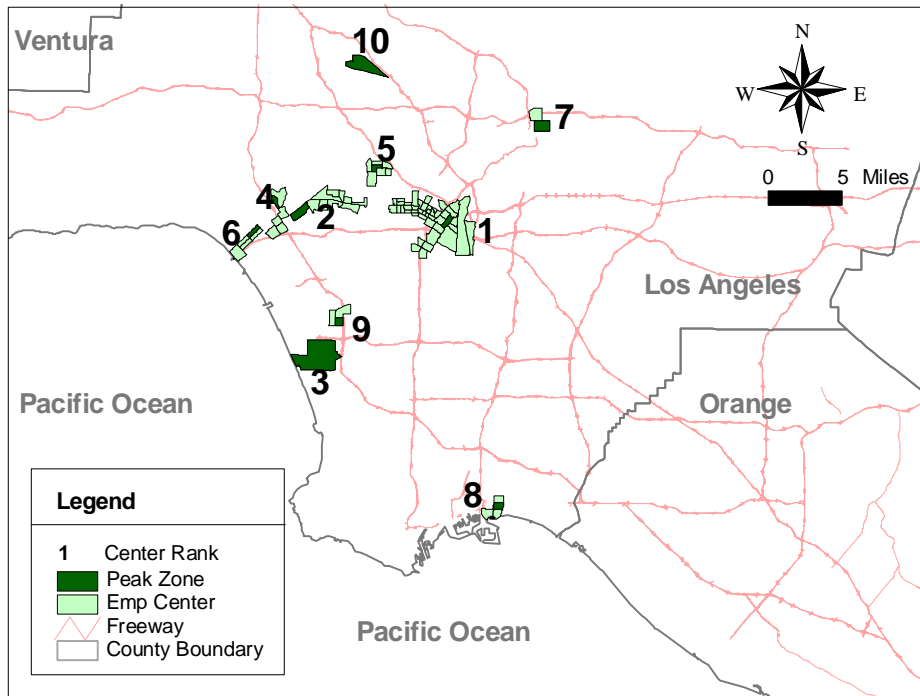 Ventura
10
N
W E
S
7
5
0 5 Miles
4
2
6
1
Los Angeles
9
3
Pacific Ocean
Orange
8
Legend
1 Center Rank
Peak Zone
Emp Center
Freeway
County Boundary
Pacific Ocean